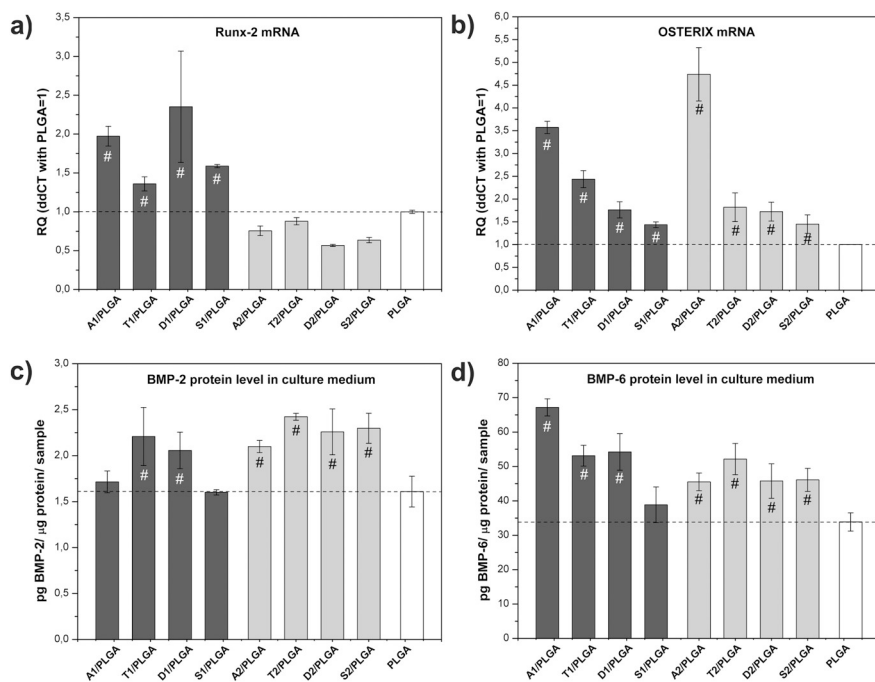 a)
Runx-2 mRNA
RQ (ddCT with PLGA=1)
3,5
3,0
2,5
2,0
1,5
1,0
0,5
0,0
# # # #
A1/PLGA T1/PLGA D1/PLGA S1/PLGA A2/PLGA T2/PLGA D2/PLGA S2/PLGA PLGA
b)
OSTERIX mRNA
RQ (ddCT with PLGA=1)
6,0
5,5
5,0
4,5
4,0
3,5
3,0
2,5
2,0
1,5
1,0
0,5
0,0
# # # # # # # #
A1/PLGA T1/PLGA D1/PLGA S1/PLGA A2/PLGA T2/PLGA D2/PLGA S2/PLGA PLGA
c)
BMP-2 protein level in culture medium
pg BMP-2/ µg protein/ sample
3,0
2,5
2,0
1,5
1,0
0,5
0,0
# # # # # #
A1/PLGA T1/PLGA D1/PLGA S1/PLGA A2/PLGA T2/PLGA D2/PLGA S2/PLGA PLGA
d)
BMP-6 protein level in culture medium
pg BMP-6/ µg protein/ sample
80
70
60
50
40
30
20
10
0
# # # # # # #
A1/PLGA T1/PLGA D1/PLGA S1/PLGA A2/PLGA T2/PLGA D2/PLGA S2/PLGA PLGA